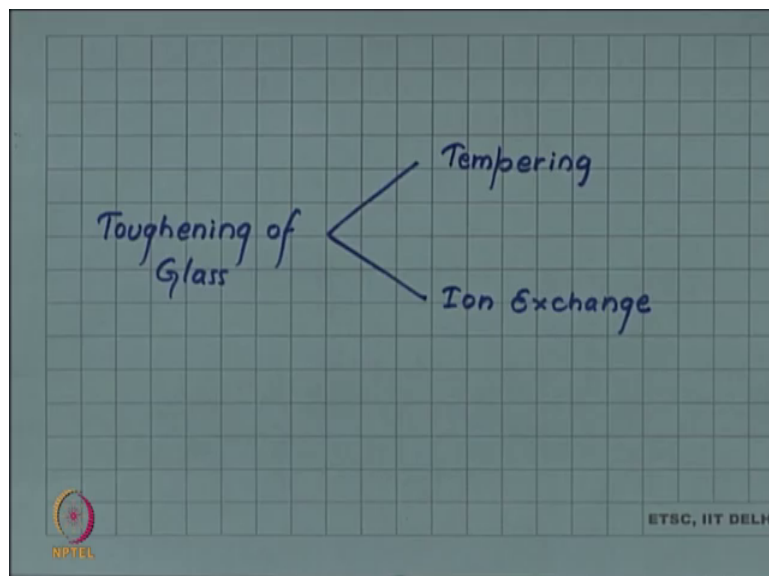 Tempering
Toughening of
Glass
Ion Exchange
NPTEL
ETSC, IIT DELH